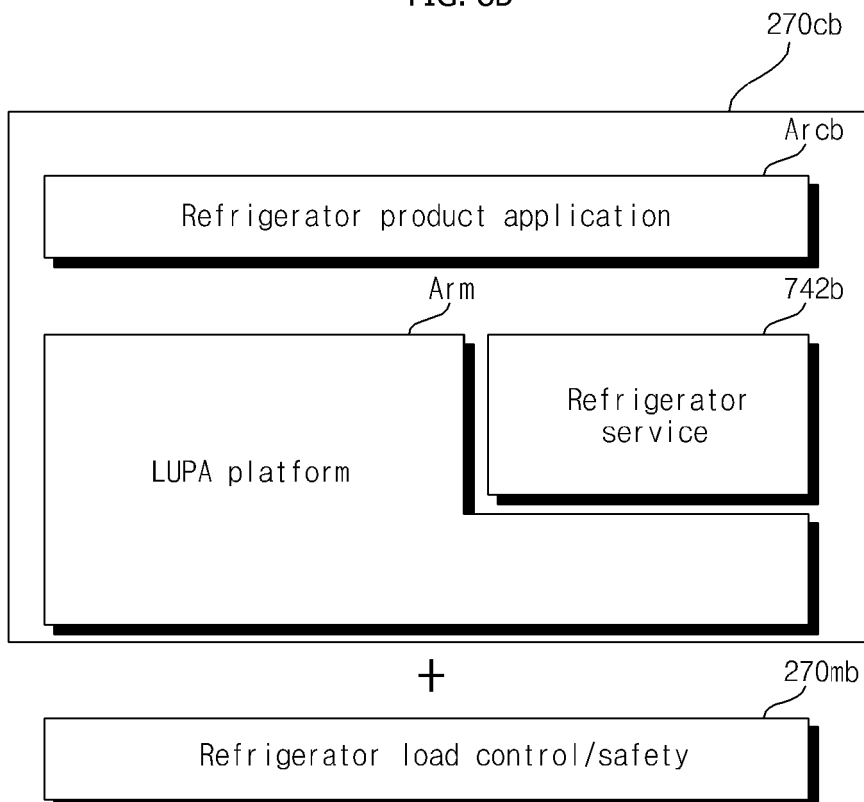 270cb
Arcb
Refrigerator product application
Arm
742b
Refrigerator
service
LUPA platform
+
270mb
Refrigerator load control/safety